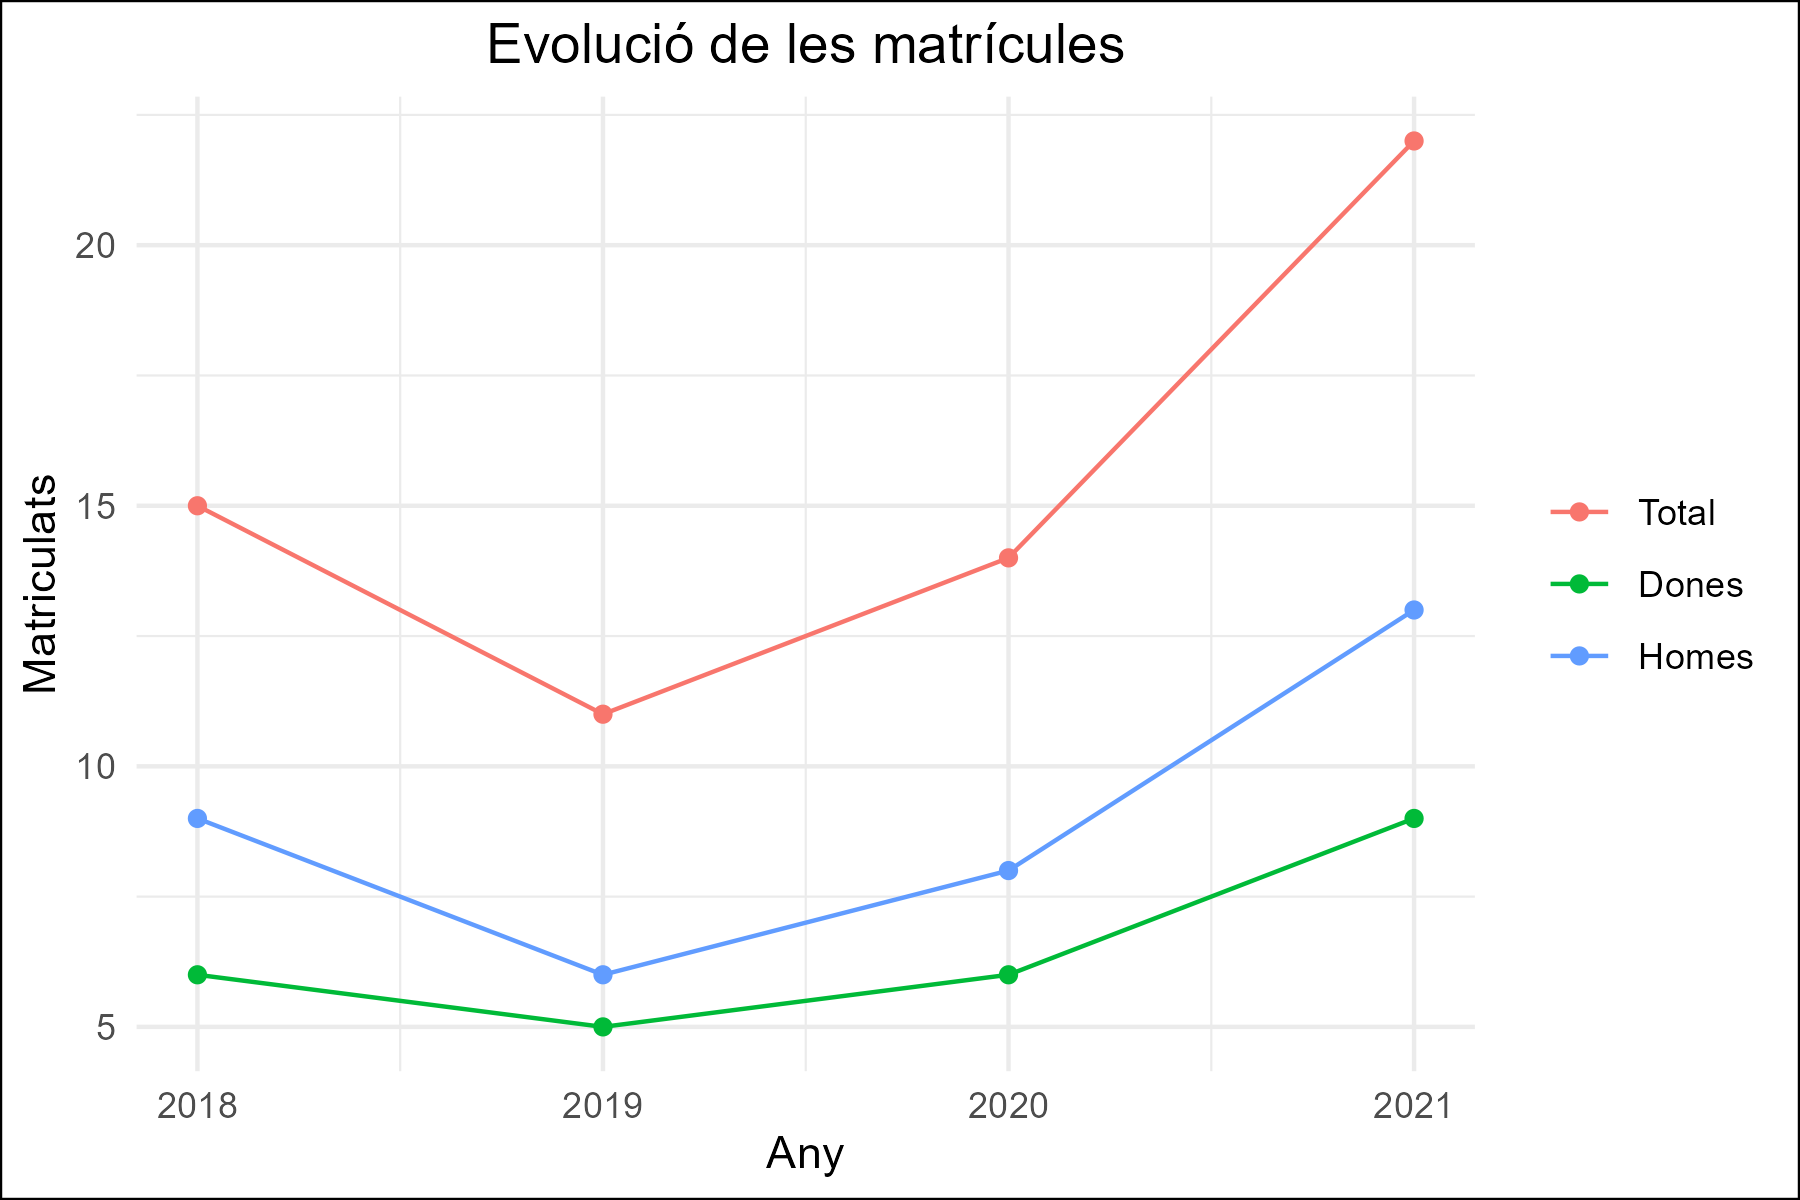 Evolució de les matrícules
Matriculats
20
15
10
5
2018
2019
2020
2021
Any
Total
Dones
Homes